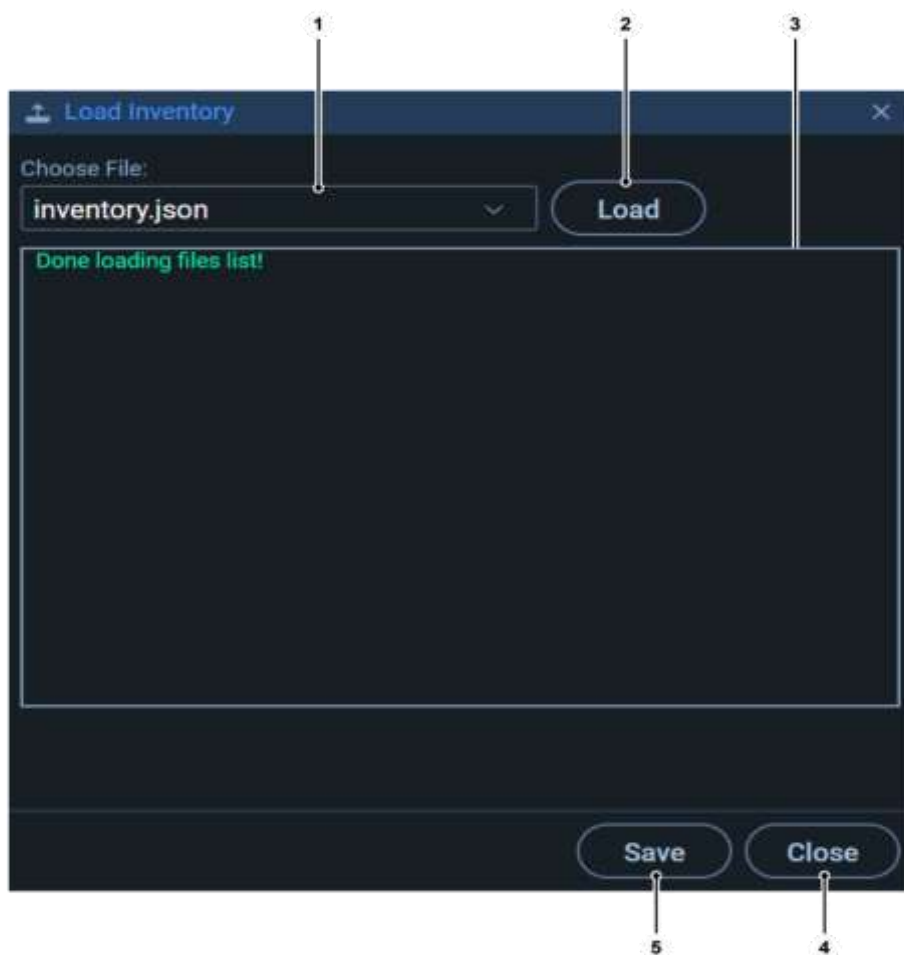 1 2 3
Load Inventory
Choose File:
inventory.json
Load
Done loading files list!
Save
Close
5 4